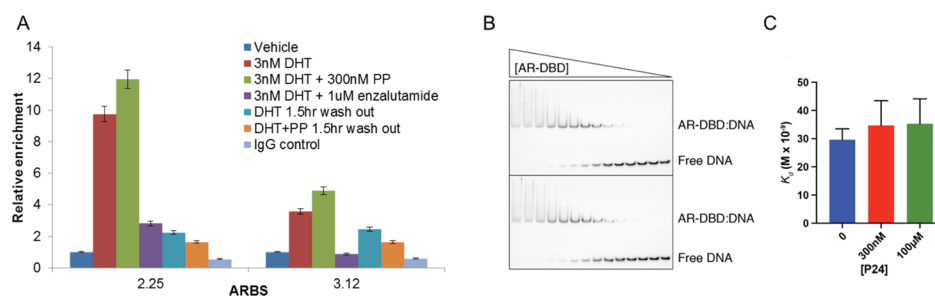 A
Vehicle
3nM DHT
3nM DHT + 300nM PP
3nM DHT + 1uM enzalutamide
DHT 1.5hr wash out
DHT+PP 1.5hr wash out
IgG control
Relative enrichment
14
12
10
8
6
4
2
0
2.25
ARBS
3.12
B
[AR-DBD]
AR-DBD:DNA
Free DNA
AR-DBD:DNA
Free DNA
C
Kd (M x 10⁻⁹)
50
40
30
20
10
0
0
300nM
100µM
[P24]